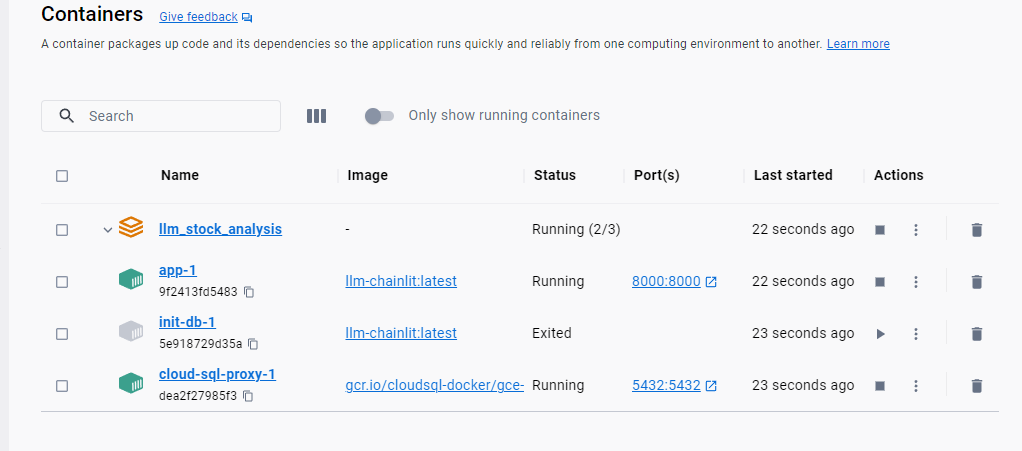 Containers Give feedback
A container packages up code and its dependencies so the application runs quickly and reliably from one computing environment to another. Learn more
Search Only show running containers
Name Image Status Port(s) Last started Actions
llm_stock_analysis - Running (2/3) 22 seconds ago
app-1
9f2413fd5483 llm-chainlit:latest Running 8000:8000 22 seconds ago
init-db-1
5e918729d35a llm-chainlit:latest Exited 23 seconds ago
cloud-sql-proxy-1
dea2f27985f3 gcr.io/cloudsql-docker/gce- Running 5432:5432 23 seconds ago